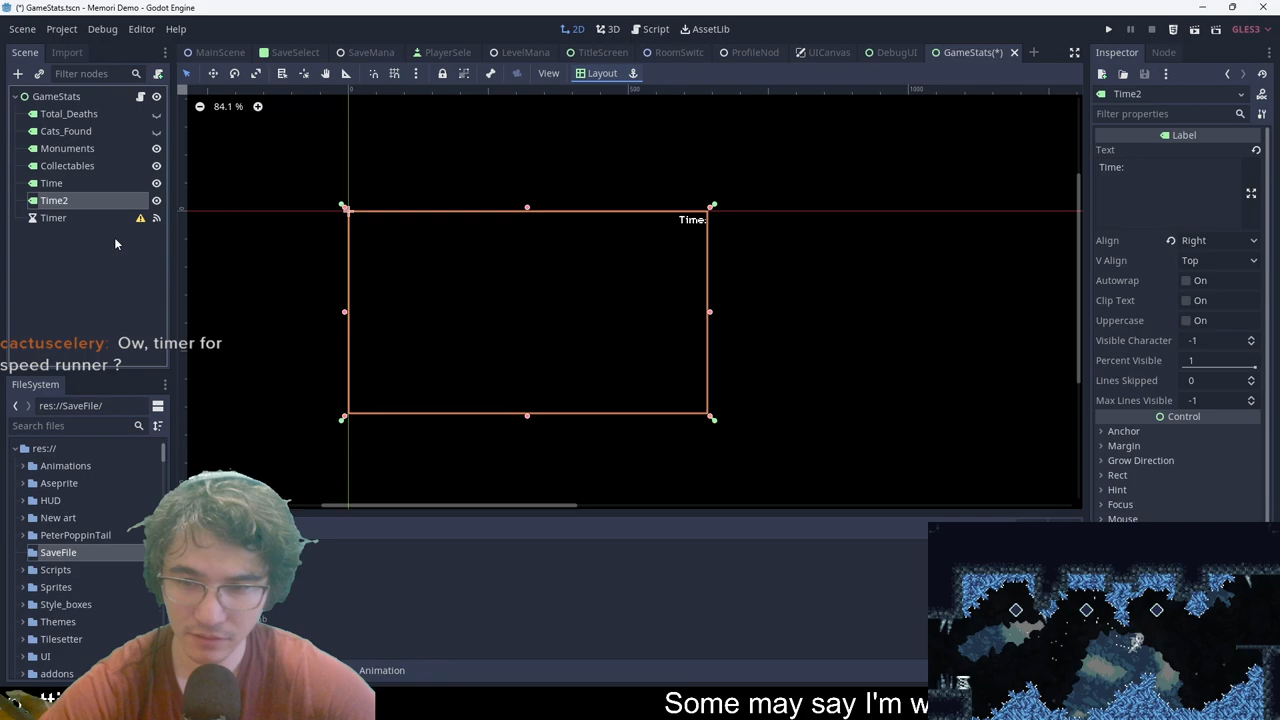 (*) GameStats.tscn - Memori Demo - Godot Engine
Scene Project Debug Editor Help
2D 3D Script AssetLib
GLES3
Scene Import
MainScene SaveSelect SaveMana PlayerSele LevelMana TitleScreen RoomSwitc ProfileNod UICanvas DebugUI GameStats(*)
Inspector Node
Filter nodes
View Layout
GameStats
Total_Deaths
Cats_Found
Monuments
Collectables
Time
Time2
Timer
84.1 %
0 500 1000
0
Time:
Time2
Filter properties
Label
Text
Time:
Align Right
V Align Top
Autowrap On
Clip Text On
Uppercase On
Visible Character -1
Percent Visible 1
Lines Skipped 0
Max Lines Visible -1
Control
Anchor
Margin
Grow Direction
Rect
Hint
Focus
Mouse
cactuscelery: Ow, timer for
speed runner ?
FileSystem
res://SaveFile/
Search files
res://
Animations
Aseprite
HUD
New art
PeterPoppinTail
SaveFile
Scripts
Sprites
Style_boxes
Themes
Tilesetter
UI
addons
Animation
Some may say I'm w